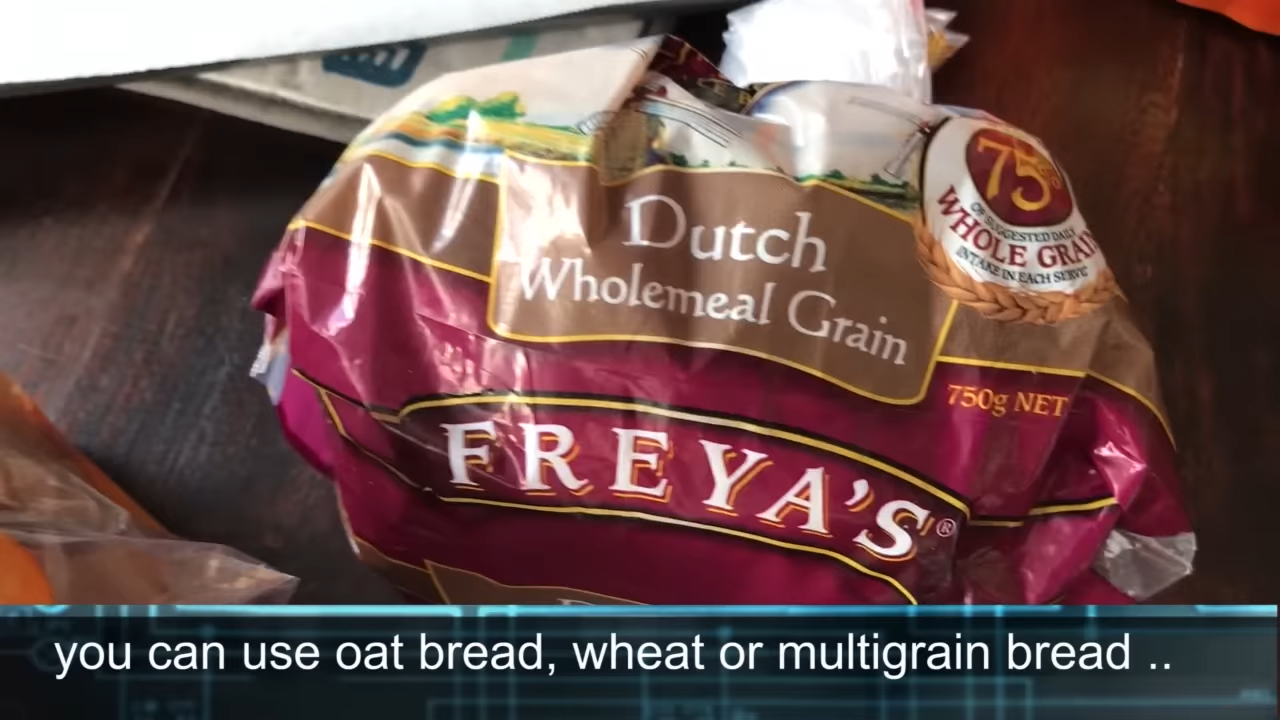 75%
OF SUGGESTED DAILY
WHOLE GRAIN
INTAKE IN EACH SERVE
Dutch
Wholemeal Grain
750g NET
FREYA'S®
you can use oat bread, wheat or multigrain bread ..